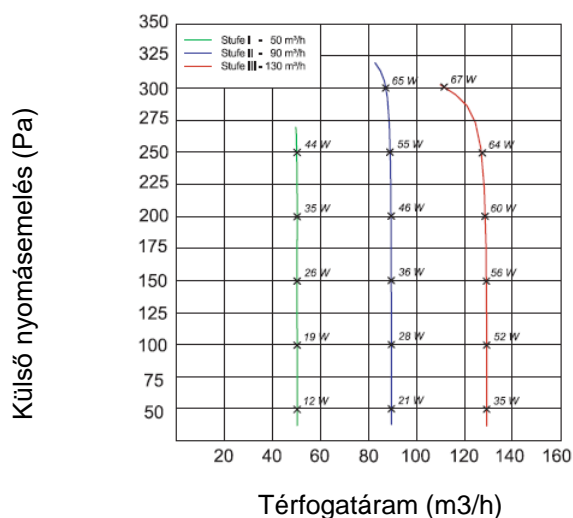 350
325
300
275
250
225
200
175
150
125
100
75
50
Külső nyomásemelés (Pa)
Stufe I - 50 m³/h
Stufe II - 90 m³/h
Stufe III - 130 m³/h
65 W
67 W
44 W
55 W
64 W
35 W
46 W
60 W
26 W
36 W
56 W
19 W
28 W
52 W
12 W
21 W
35 W
20 40 60 80 100 120 140 160
Térfogatáram (m3/h)